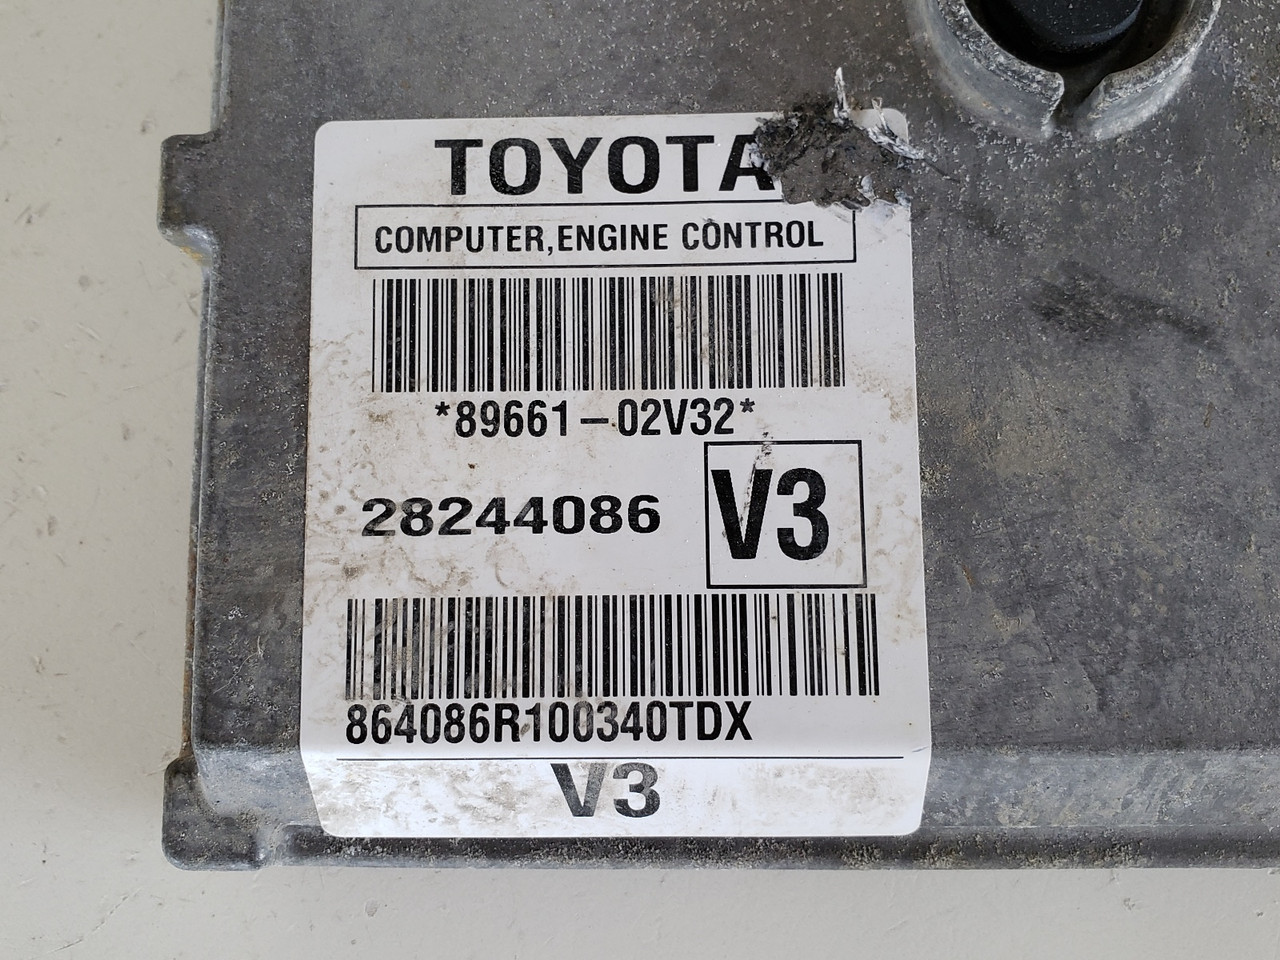 TOYOTA
COMPUTER,ENGINE CONTROL
*89661-02V32*
28244086
V3
864086R100340TDX
V3